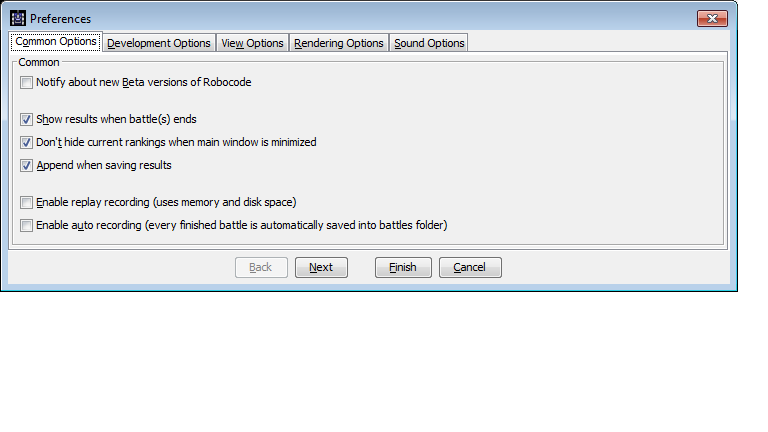 Preferences
Common Options Development Options View Options Rendering Options Sound Options
Common
Notify about new Beta versions of Robocode
Show results when battle(s) ends
Don't hide current rankings when main window is minimized
Append when saving results
Enable replay recording (uses memory and disk space)
Enable auto recording (every finished battle is automatically saved into battles folder)
Back Next Finish Cancel